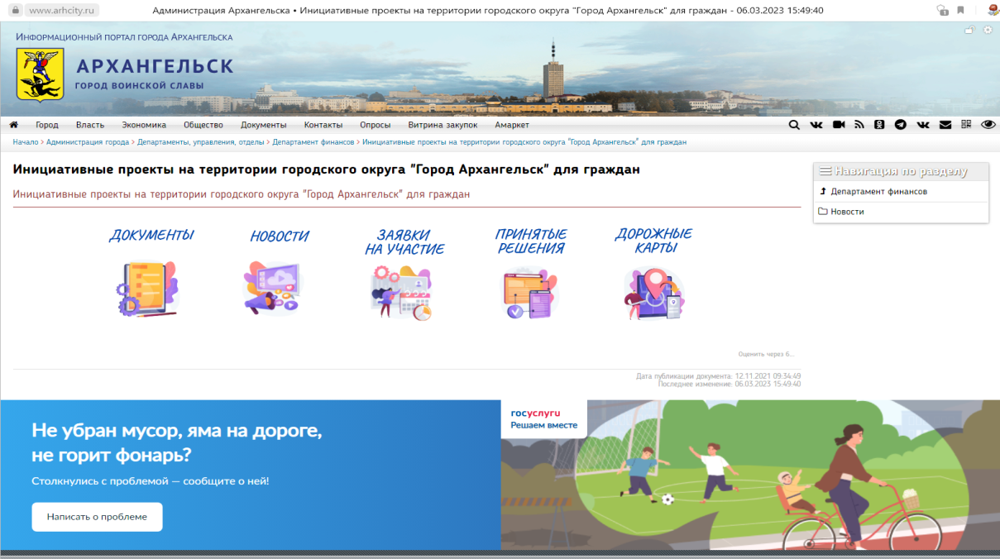 www.arhcity.ru
Администрация Архангельска • Инициативные проекты на территории городского округа "Город Архангельск" для граждан - 06.03.2023 15:49:40
Информационный портал города Архангельска
АРХАНГЕЛЬСК
ГОРОД ВОИНСКОЙ СЛАВЫ
Город Власть Экономика Общество Документы Контакты Опросы Витрина закупок Амаркет
Начало > Администрация города > Департаменты, управления, отделы > Департамент финансов > Инициативные проекты на территории городского округа "Город Архангельск" для граждан
Инициативные проекты на территории городского округа "Город Архангельск" для граждан
Инициативные проекты на территории городского округа "Город Архангельск" для граждан
Навигация по разделу
Департамент финансов
Новости
ДОКУМЕНТЫ
НОВОСТИ
ЗАЯВКИ
НА УЧАСТИЕ
ПРИНЯТЫЕ
РЕШЕНИЯ
ДОРОЖНЫЕ
КАРТЫ
Оценить через 6...
Дата публикации документа: 12.11.2021 09:34:49
Последнее изменение: 06.03.2023 15:49:40
Не убран мусор, яма на дороге,
не горит фонарь?
Столкнулись с проблемой — сообщите о ней!
Написать о проблеме
госуслуги
Решаем вместе